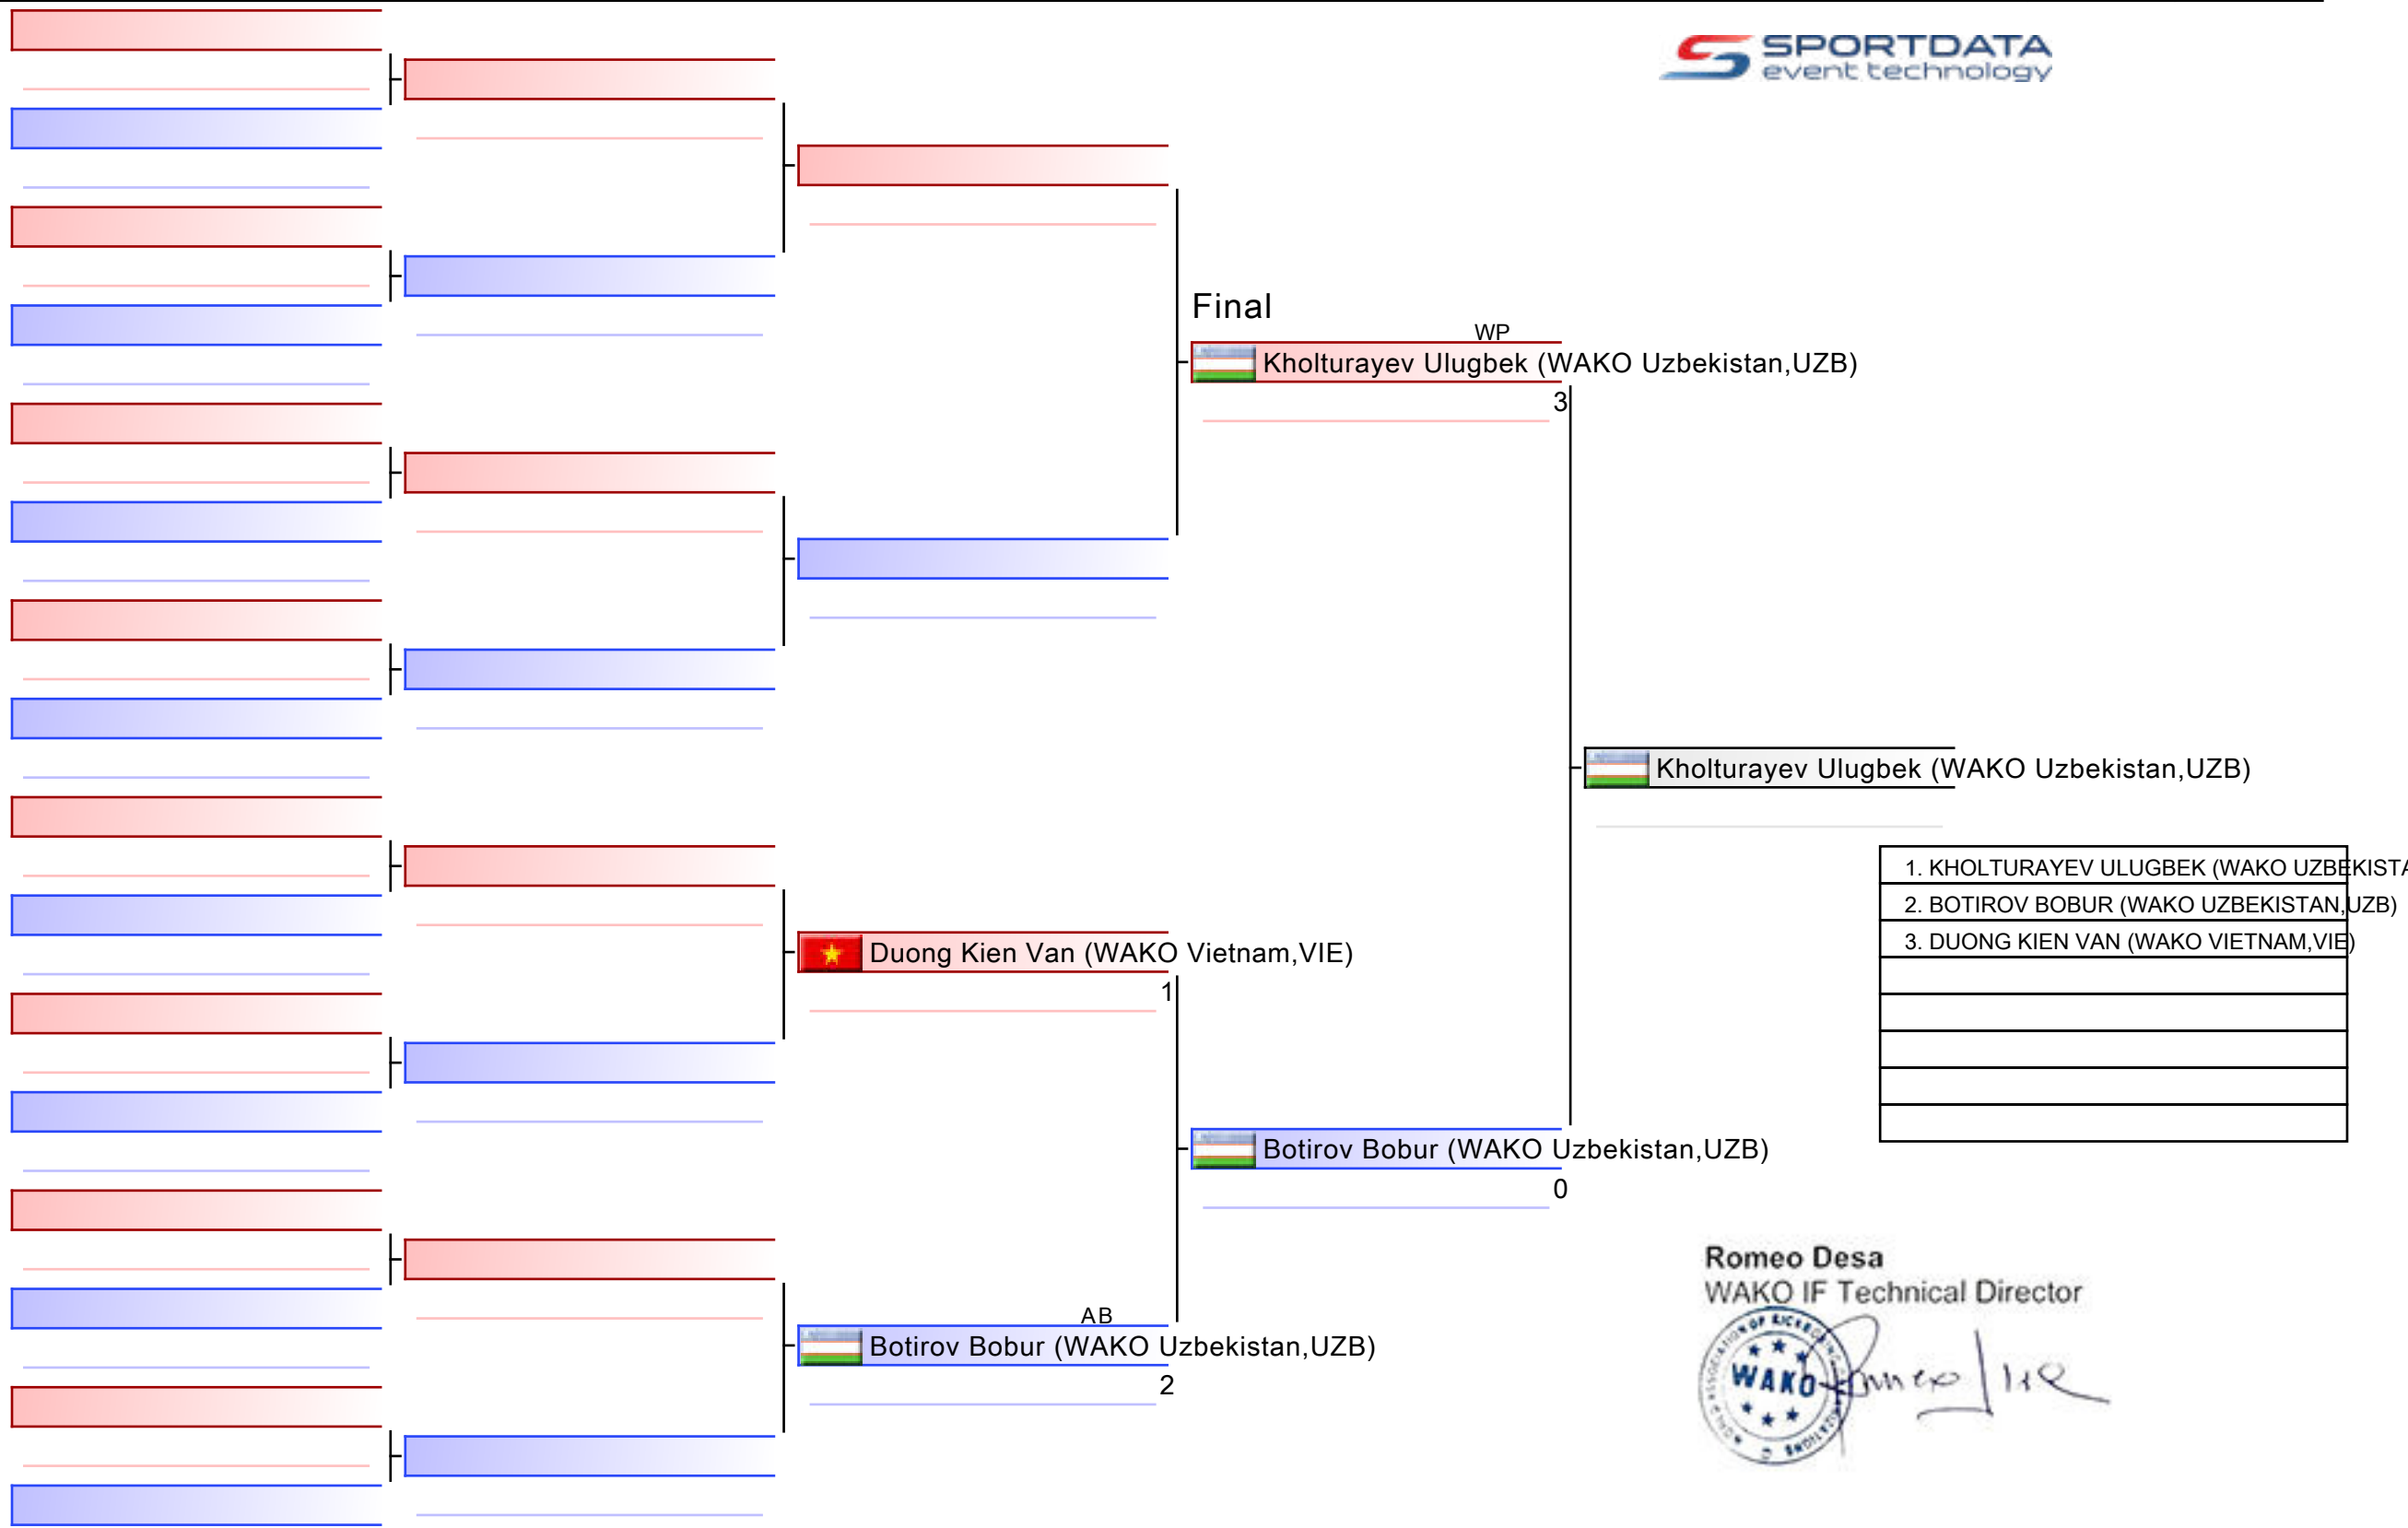 SPORTDATA
event technology
Final
WP
Kholturayev Ulugbek (WAKO Uzbekistan,UZB)
3
Kholturayev Ulugbek (WAKO Uzbekistan,UZB)
1. KHOLTURAYEV ULUGBEK (WAKO UZBEKISTA
2. BOTIROV BOBUR (WAKO UZBEKISTAN,UZB)
3. DUONG KIEN VAN (WAKO VIETNAM,VIE)
Duong Kien Van (WAKO Vietnam,VIE)
1
Botirov Bobur (WAKO Uzbekistan,UZB)
0
AB
Botirov Bobur (WAKO Uzbekistan,UZB)
2
Romeo Desa
WAKO IF Technical Director
WAKO